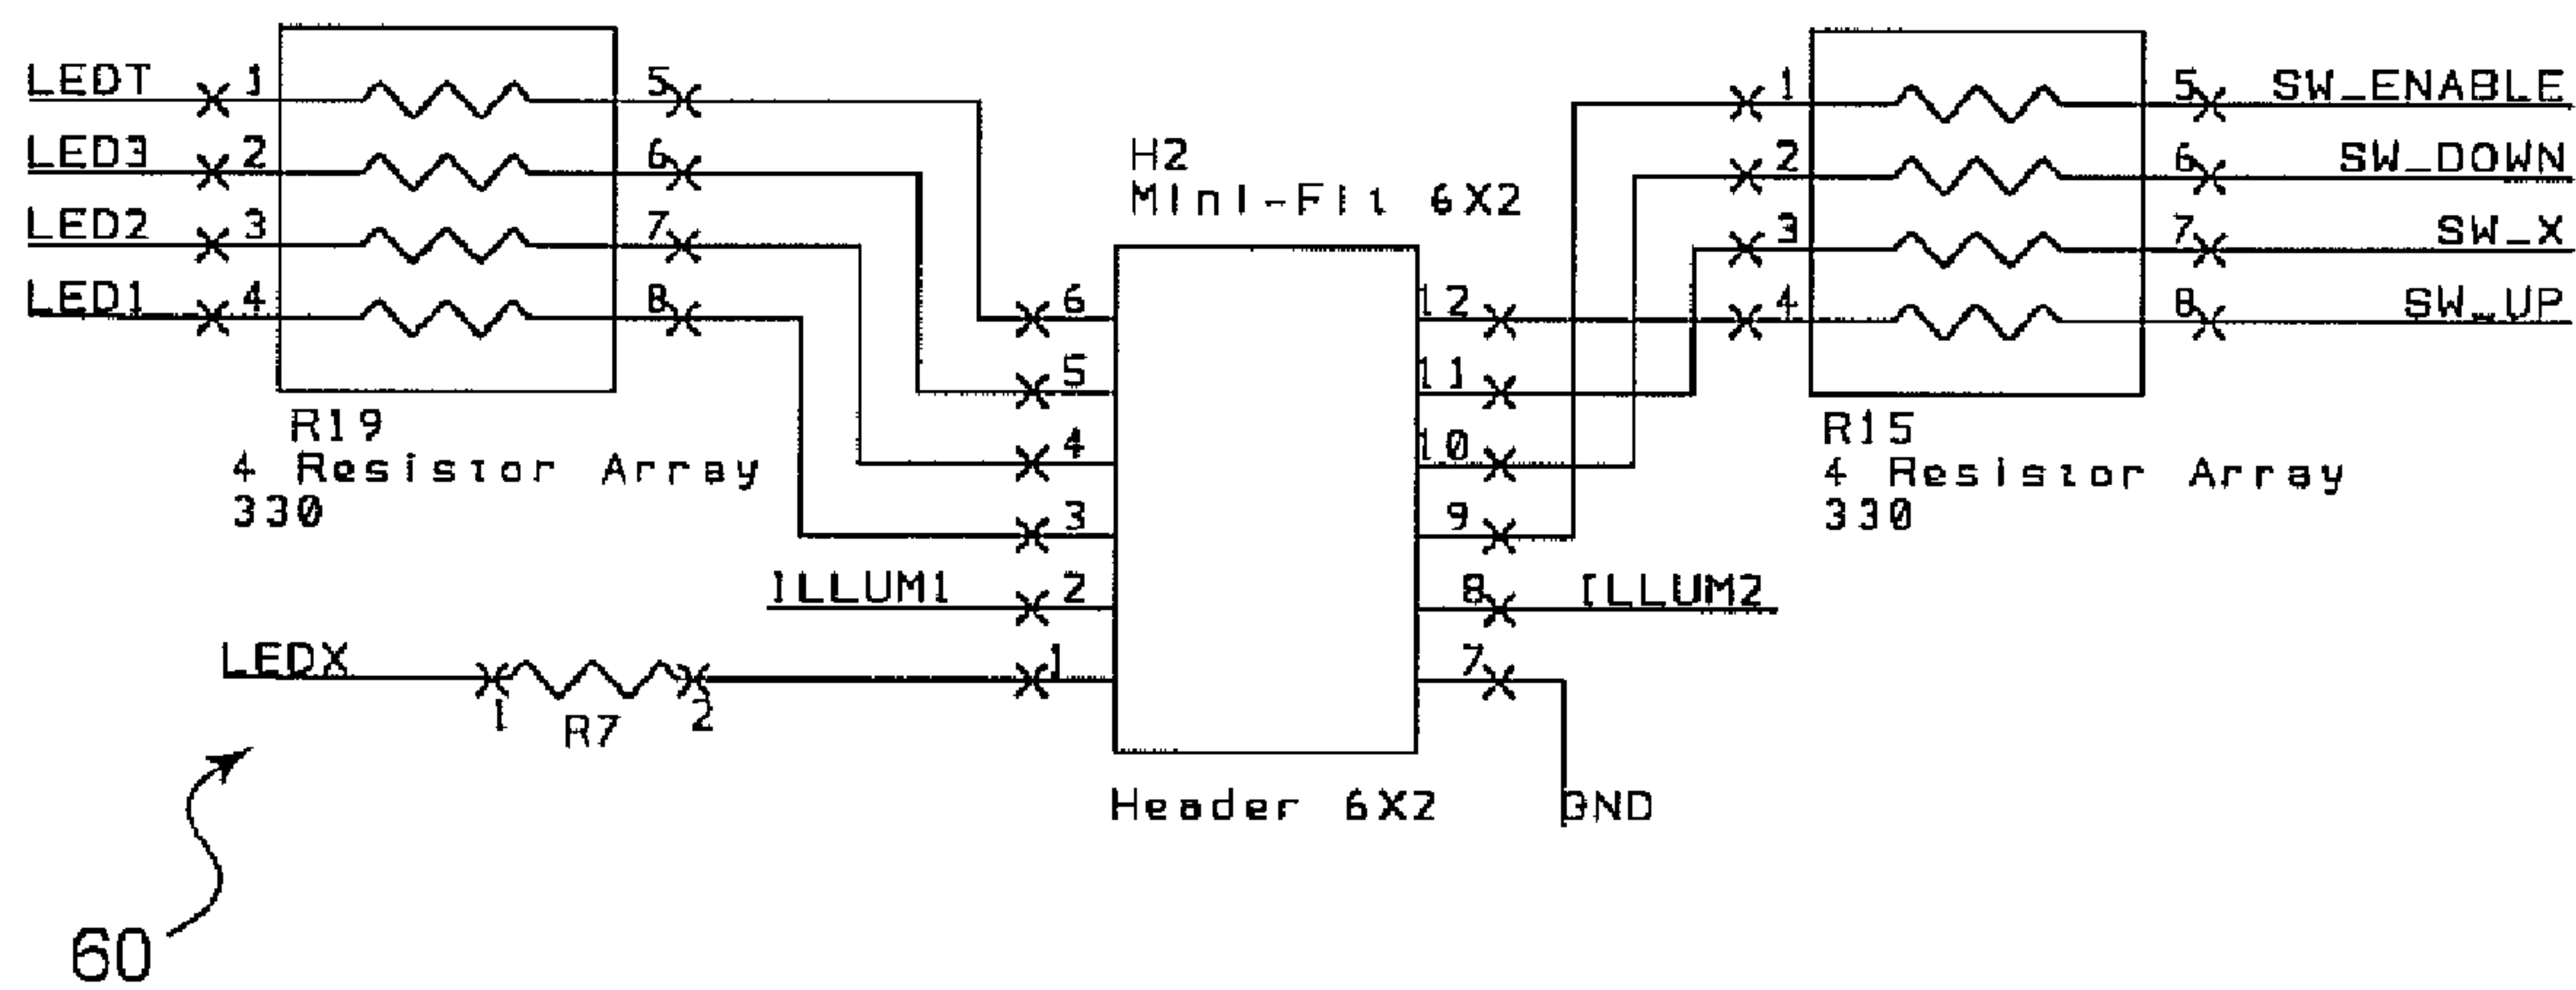 LEDT 1 5
LED3 2 6
LED2 3 7
LED1 4 8
R19
4 Resistor Array
330
H2
Mini-Fit 6X2
6 12
5 11
4 10
3 9
ILLUM1 2 8 ILLUM2
LEDX 1 R7 2 1 7
GND
Header 6X2
1 5 SW_ENABLE
2 6 SW_DOWN
3 7 SW_X
4 8 SW_UP
R15
4 Resistor Array
330
60